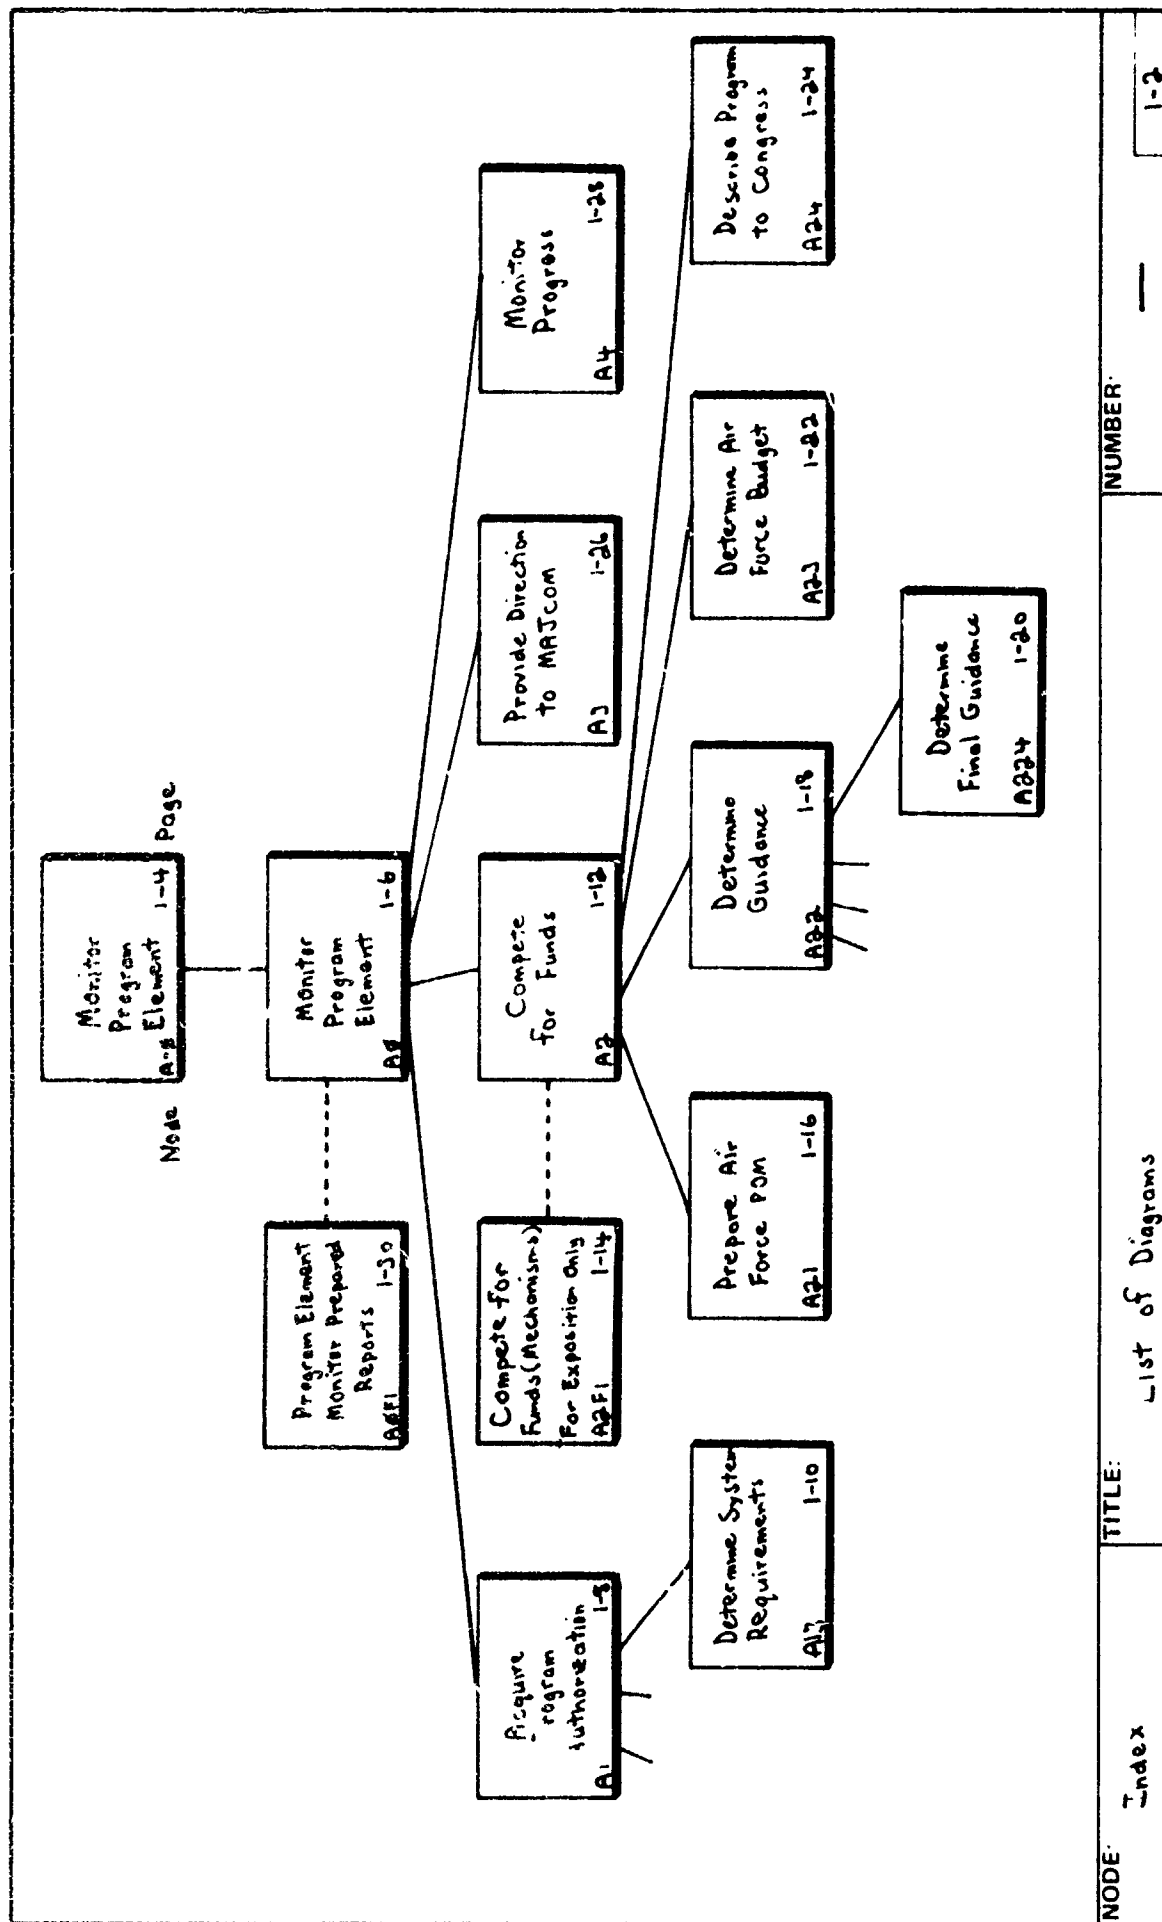 Monitor
Program
Element
Node A-0 1-4 Page
Monitor
Program
Element
A0 1-6
Program Element
Monitor Prepared
Reports
A0F1 1-30
Acquire
rogram
uthorization
A1 1-8
Compete for
Funds (Mechanisms)
For Exposition Only
A2F1 1-14
Compete
for Funds
A2 1-12
Provide Direction
to MAJCOM
A3 1-26
Monitor
Progress
A4 1-28
Determine System
Requirements
1-10
Prepare Air
Force POM
A21 1-16
Determine
Guidance
A22 1-18
Determine Air
Force Budget
A23 1-22
Describe Program
to Congress
A24 1-24
Determine
Final Guidance
A224 1-20
NODE: Index
TITLE: List of Diagrams
NUMBER: —
1-2